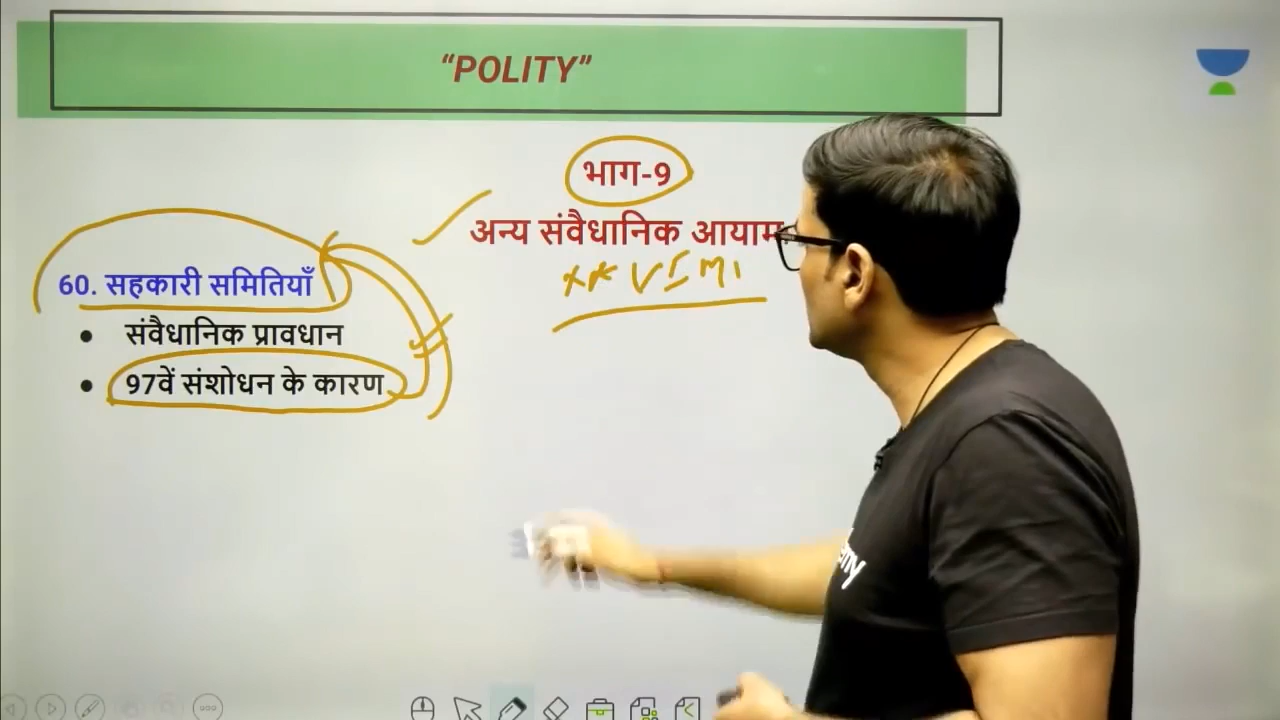 “POLITY”
भाग-9
अन्य संवैधानिक आयाम
** V I M P
60. सहकारी समितियाँ
• संवैधानिक प्रावधान
• 97वें संशोधन के कारण